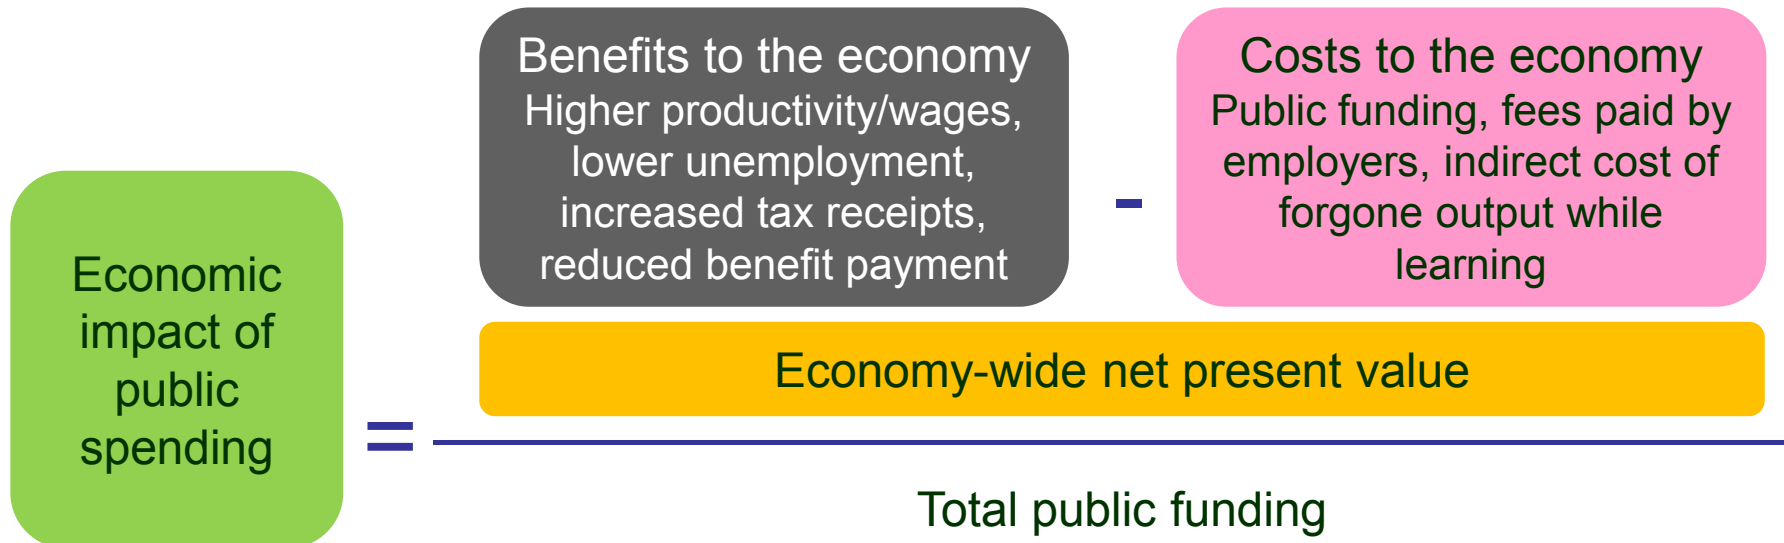 Benefits to the economy
Higher productivity/wages,
lower unemployment,
increased tax receipts,
reduced benefit payment
-
Costs to the economy
Public funding, fees paid by
employers, indirect cost of
forgone output while
learning
Economic
impact of
public
spending
=
Economy-wide net present value
Total public funding